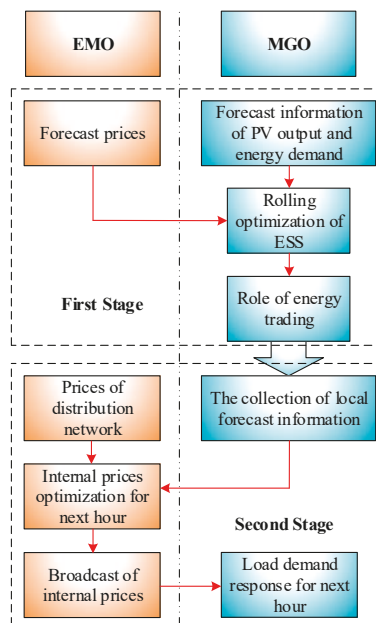 EMO
MGO
Forecast prices
Forecast information
of PV output and
energy demand
Rolling
optimization of
ESS
First Stage
Role of energy
trading
Prices of
distribution
network
The collection of local
forecast information
Internal prices
optimization for
next hour
Second Stage
Broadcast of
internal prices
Load demand
response for next
hour